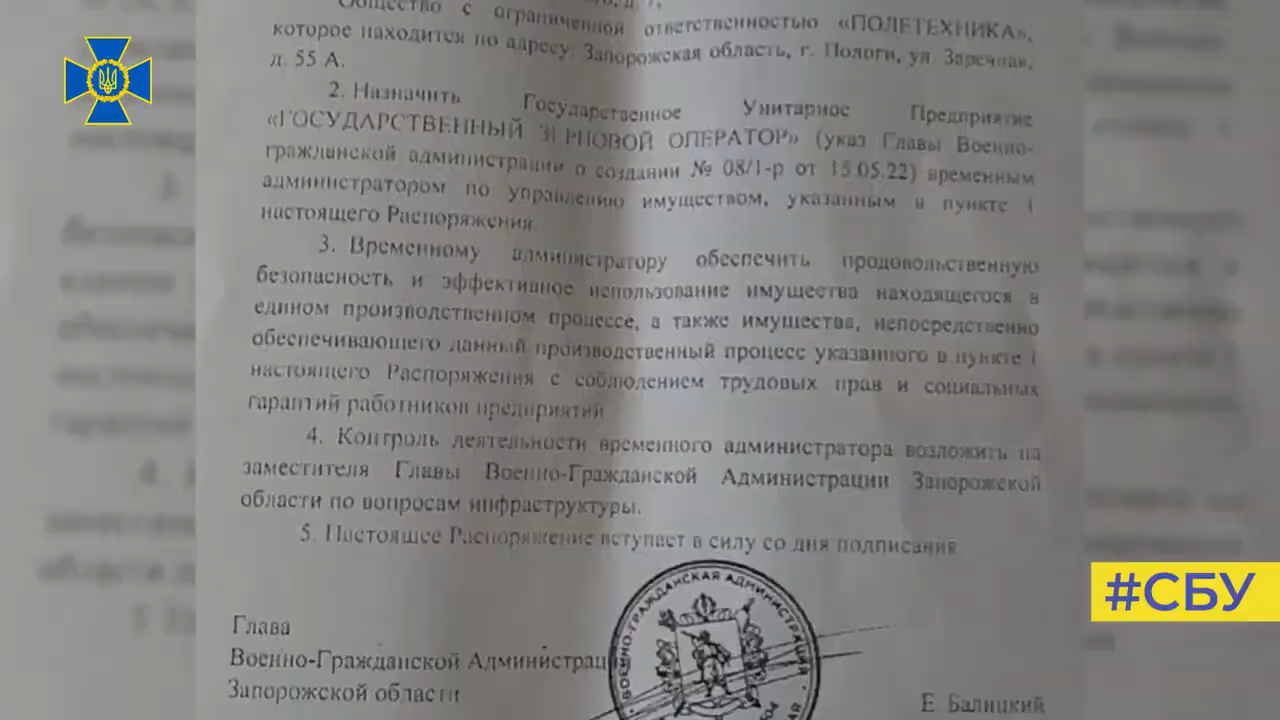 Общество с ограниченной ответственностью «ПОЛЕТЕХНИКА»,
которое находится по адресу: Запорожская область, г. Пологи, ул. Заречная,
д. 55 А.
2. Назначить Государственное Унитарное Предприятие
«ГОСУДАРСТВЕННЫЙ ЗЕРНОВОЙ ОПЕРАТОР» (указ Главы Военно-
гражданской администрации о создании № 08/1-р от 15.05.22) временным
администратором по управлению имуществом, указанным в пункте 1
настоящего Распоряжения.
3. Временному администратору обеспечить продовольственную
безопасность и эффективное использование имущества находящегося в
едином производственном процессе, а также имущества, непосредственно
обеспечивающего данный производственный процесс указанного в пункте 1
настоящего Распоряжения с соблюдением трудовых прав и социальных
гарантий работников предприятий
4. Контроль деятельности временного администратора возложить на
заместителя Главы Военно-Гражданской Администрации Запорожской
области по вопросам инфраструктуры.
5. Настоящее Распоряжение вступает в силу со дня подписания
#СБУ
Глава
Военно-Гражданской Администрац
Запорожской области
ВОЕННО-ГРАЖДАНСКАЯ АДМИНИСТРАЦИЯ
Е. Балицкий